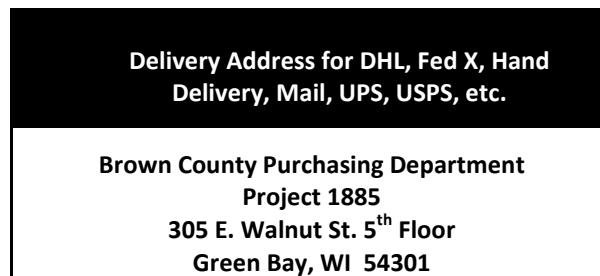 Delivery Address for DHL, Fed X, Hand
Delivery, Mail, UPS, USPS, etc.
Brown County Purchasing Department
Project 1885
305 E. Walnut St. 5th Floor
Green Bay, WI  54301